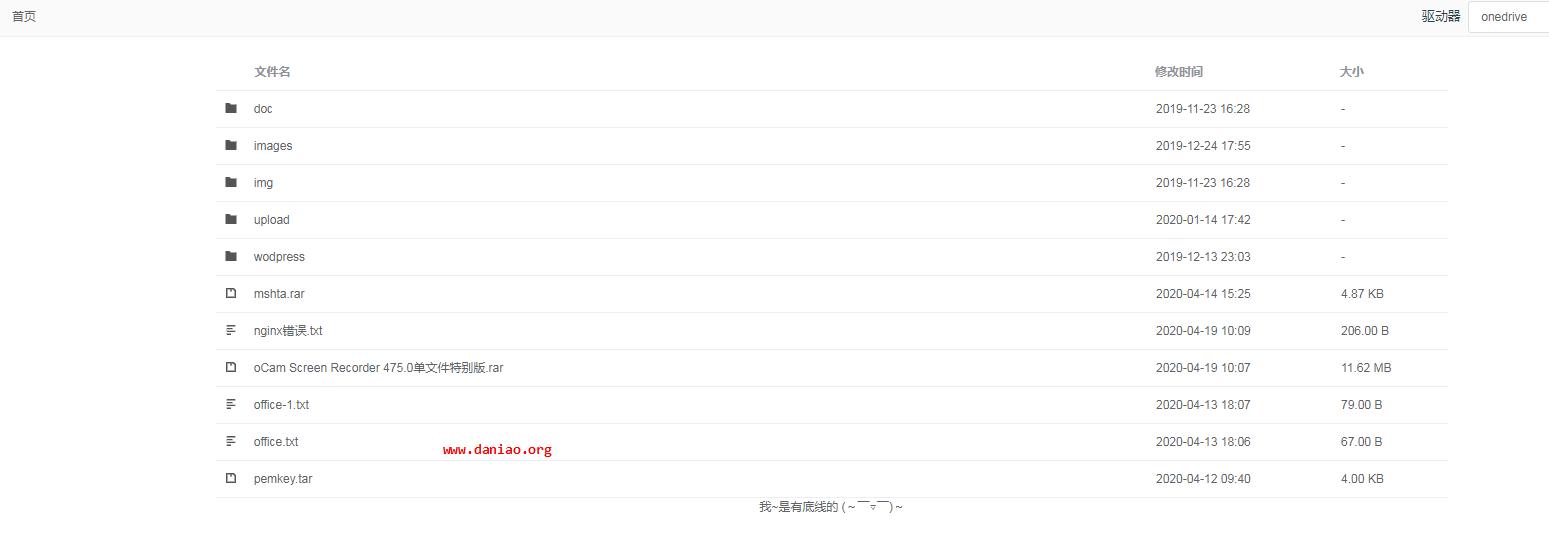 首页 驱动器 onedrive
文件名 修改时间 大小
doc 2019-11-23 16:28 -
images 2019-12-24 17:55 -
img 2019-11-23 16:28 -
upload 2020-01-14 17:42 -
wodpress 2019-12-13 23:03 -
mshta.rar 2020-04-14 15:25 4.87 KB
nginx错误.txt 2020-04-19 10:09 206.00 B
oCam Screen Recorder 475.0单文件特别版.rar 2020-04-19 10:07 11.62 MB
office-1.txt 2020-04-13 18:07 79.00 B
office.txt 2020-04-13 18:06 67.00 B
www.daniao.org
pemkey.tar 2020-04-12 09:40 4.00 KB
我~是有底线的 (～￣▽￣)～